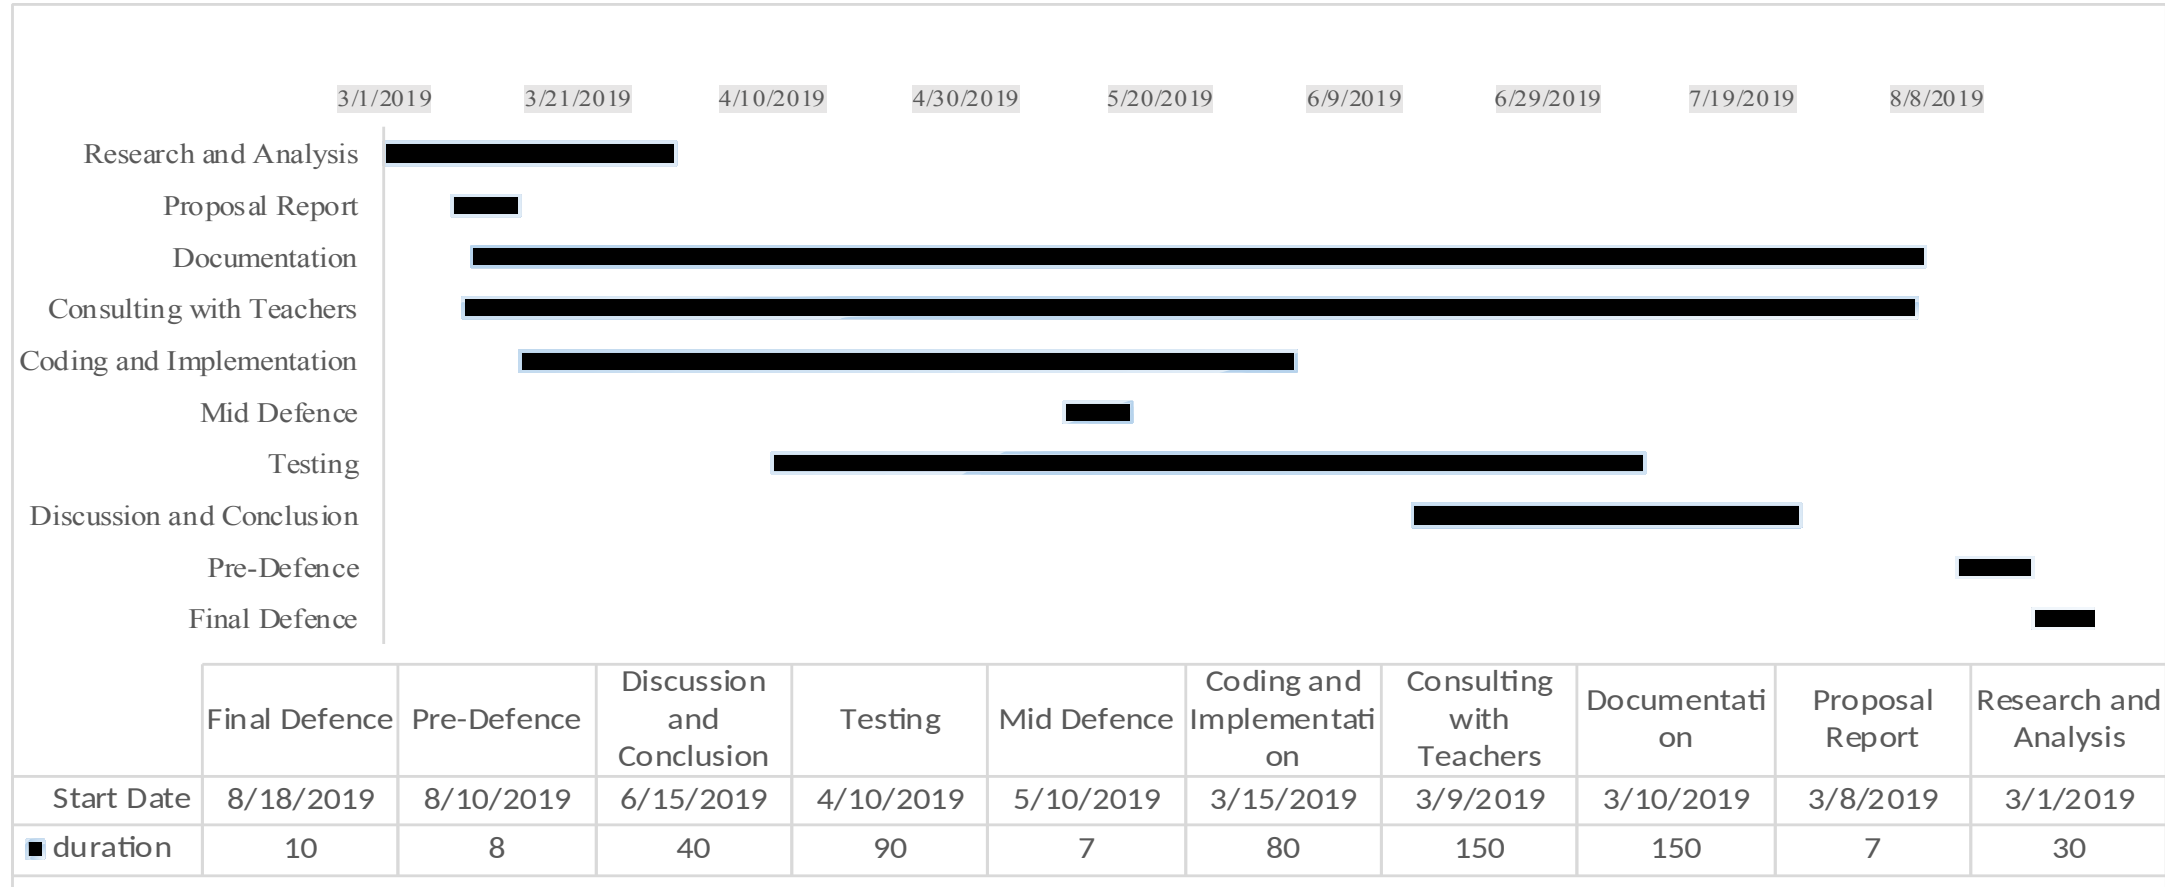 3/1/2019 3/21/2019 4/10/2019 4/30/2019 5/20/2019 6/9/2019 6/29/2019 7/19/2019 8/8/2019
Research and Analysis
Proposal Report
Documentation
Consulting with Teachers
Coding and Implementation
Mid Defence
Testing
Discussion and Conclusion
Pre-Defence
Final Defence
Final Defence
Pre-Defence
Discussion
and
Conclusion
Testing
Mid Defence
Coding and
Implementati
on
Consulting
with
Teachers
Documentati
on
Proposal
Report
Research and
Analysis
Start Date 8/18/2019 8/10/2019 6/15/2019 4/10/2019 5/10/2019 3/15/2019 3/9/2019 3/10/2019 3/8/2019 3/1/2019
duration 10 8 40 90 7 80 150 150 7 30